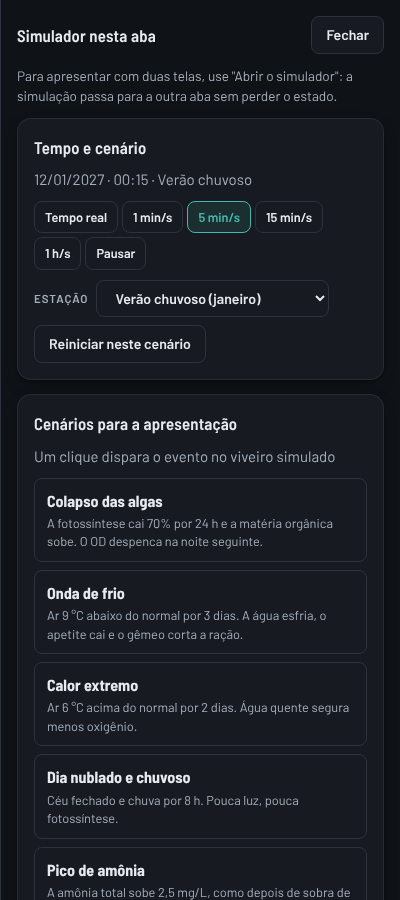 Simulador nesta aba
Fechar
Para apresentar com duas telas, use "Abrir o simulador": a
simulação passa para a outra aba sem perder o estado.
Tempo e cenário
12/01/2027 · 00:15 · Verão chuvoso
Tempo real
1 min/s
5 min/s
15 min/s
1 h/s
Pausar
ESTAÇÃO
Verão chuvoso (janeiro)
Reiniciar neste cenário
Cenários para a apresentação
Um clique dispara o evento no viveiro simulado
Colapso das algas
A fotossíntese cai 70% por 24 h e a matéria orgânica
sobe. O OD despenca na noite seguinte.
Onda de frio
Ar 9 °C abaixo do normal por 3 dias. A água esfria, o
apetite cai e o gêmeo corta a ração.
Calor extremo
Ar 6 °C acima do normal por 2 dias. Água quente segura
menos oxigênio.
Dia nublado e chuvoso
Céu fechado e chuva por 8 h. Pouca luz, pouca
fotossíntese.
Pico de amônia
A amônia total sobe 2,5 mg/L, como depois de sobra de